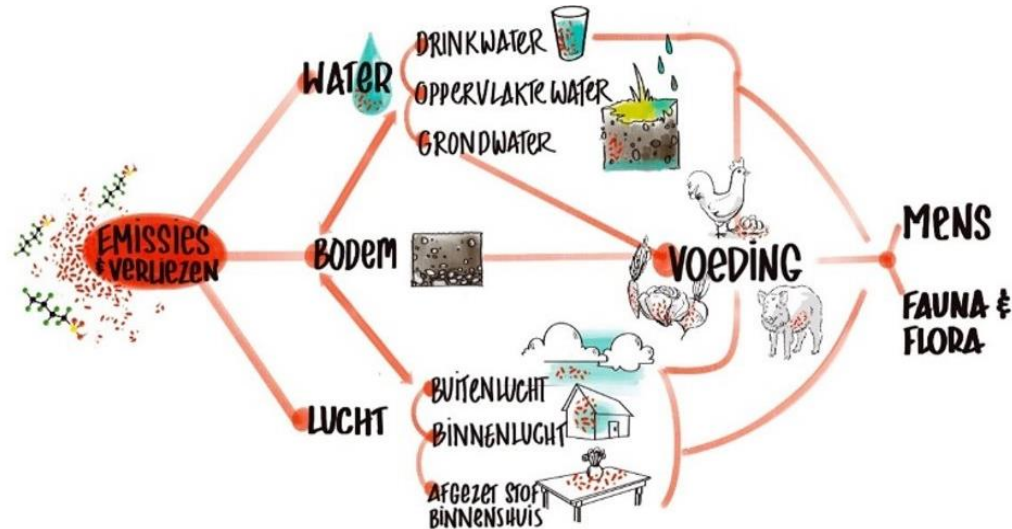 EMISSIES
& VERLIEZEN
WATER
DRINKWATER
OPPERVLAKTE WATER
GRONDWATER
BODEM
VOEDING
LUCHT
BUITENLUCHT
BINNENLUCHT
AFGEZET STOF
BINNENSHUIS
MENS
FAUNA &
FLORA